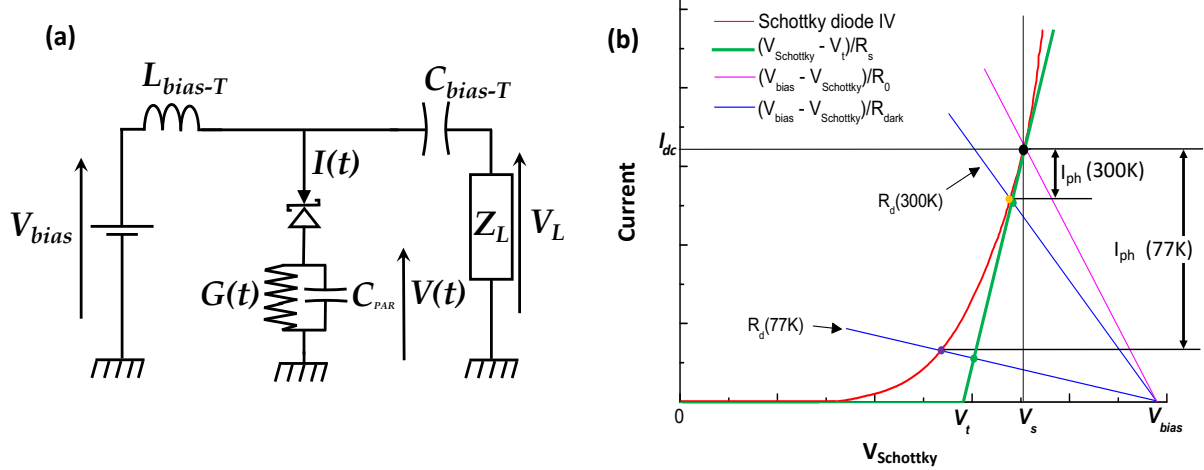 (a)
L_bias-T
C_bias-T
I(t)
V_bias
Z_L
V_L
G(t)
C_PAR
V(t)
(b)
Schottky diode IV
(V_Schottky - V_t)/R_s
(V_bias - V_Schottky)/R_0
(V_bias - V_Schottky)/R_dark
I_dc
I_ph (300K)
R_d(300K)
I_ph (77K)
R_d(77K)
Current
0
V_t
V_s
V_bias
V_Schottky